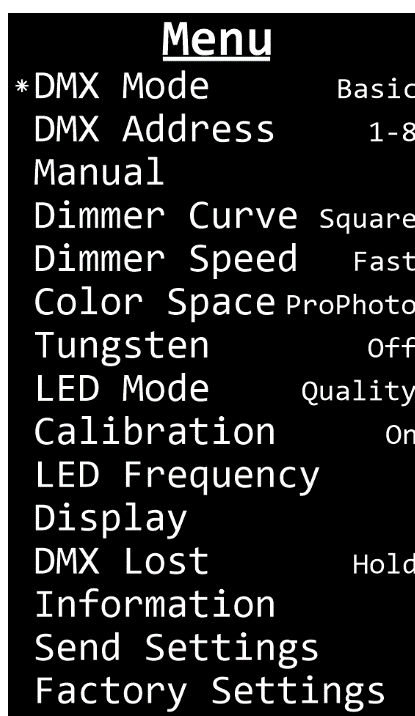 Menu
*DMX Mode Basic
DMX Address 1-8
Manual
Dimmer Curve Square
Dimmer Speed Fast
Color Space ProPhoto
Tungsten Off
LED Mode Quality
Calibration On
LED Frequency
Display
DMX Lost Hold
Information
Send Settings
Factory Settings